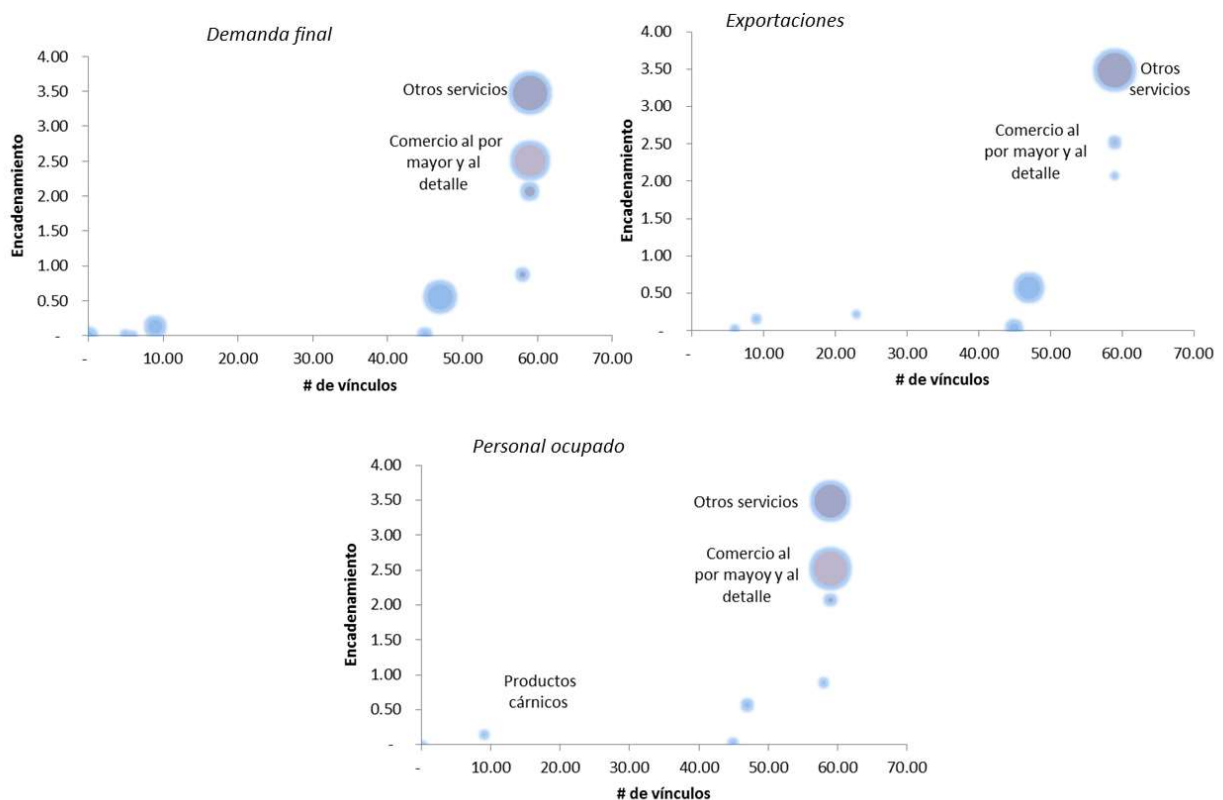 Demanda final
4.00
3.50
3.00
2.50
2.00
1.50
1.00
0.50
-
Encadenamiento
Otros servicios
Comercio al por
mayor y al
detalle
- 10.00 20.00 30.00 40.00 50.00 60.00 70.00
# de vínculos
Exportaciones
4.00
3.50
3.00
2.50
2.00
1.50
1.00
0.50
-
Encadenamiento
Otros
servicios
Comercio al
por mayor y al
detalle
- 10.00 20.00 30.00 40.00 50.00 60.00 70.00
# de vínculos
Personal ocupado
4.00
3.50
3.00
2.50
2.00
1.50
1.00
0.50
-
Encadenamiento
Otros servicios
Comercio al
por mayoy y al
detalle
Productos
cárnicos
- 10.00 20.00 30.00 40.00 50.00 60.00 70.00
# de vínculos